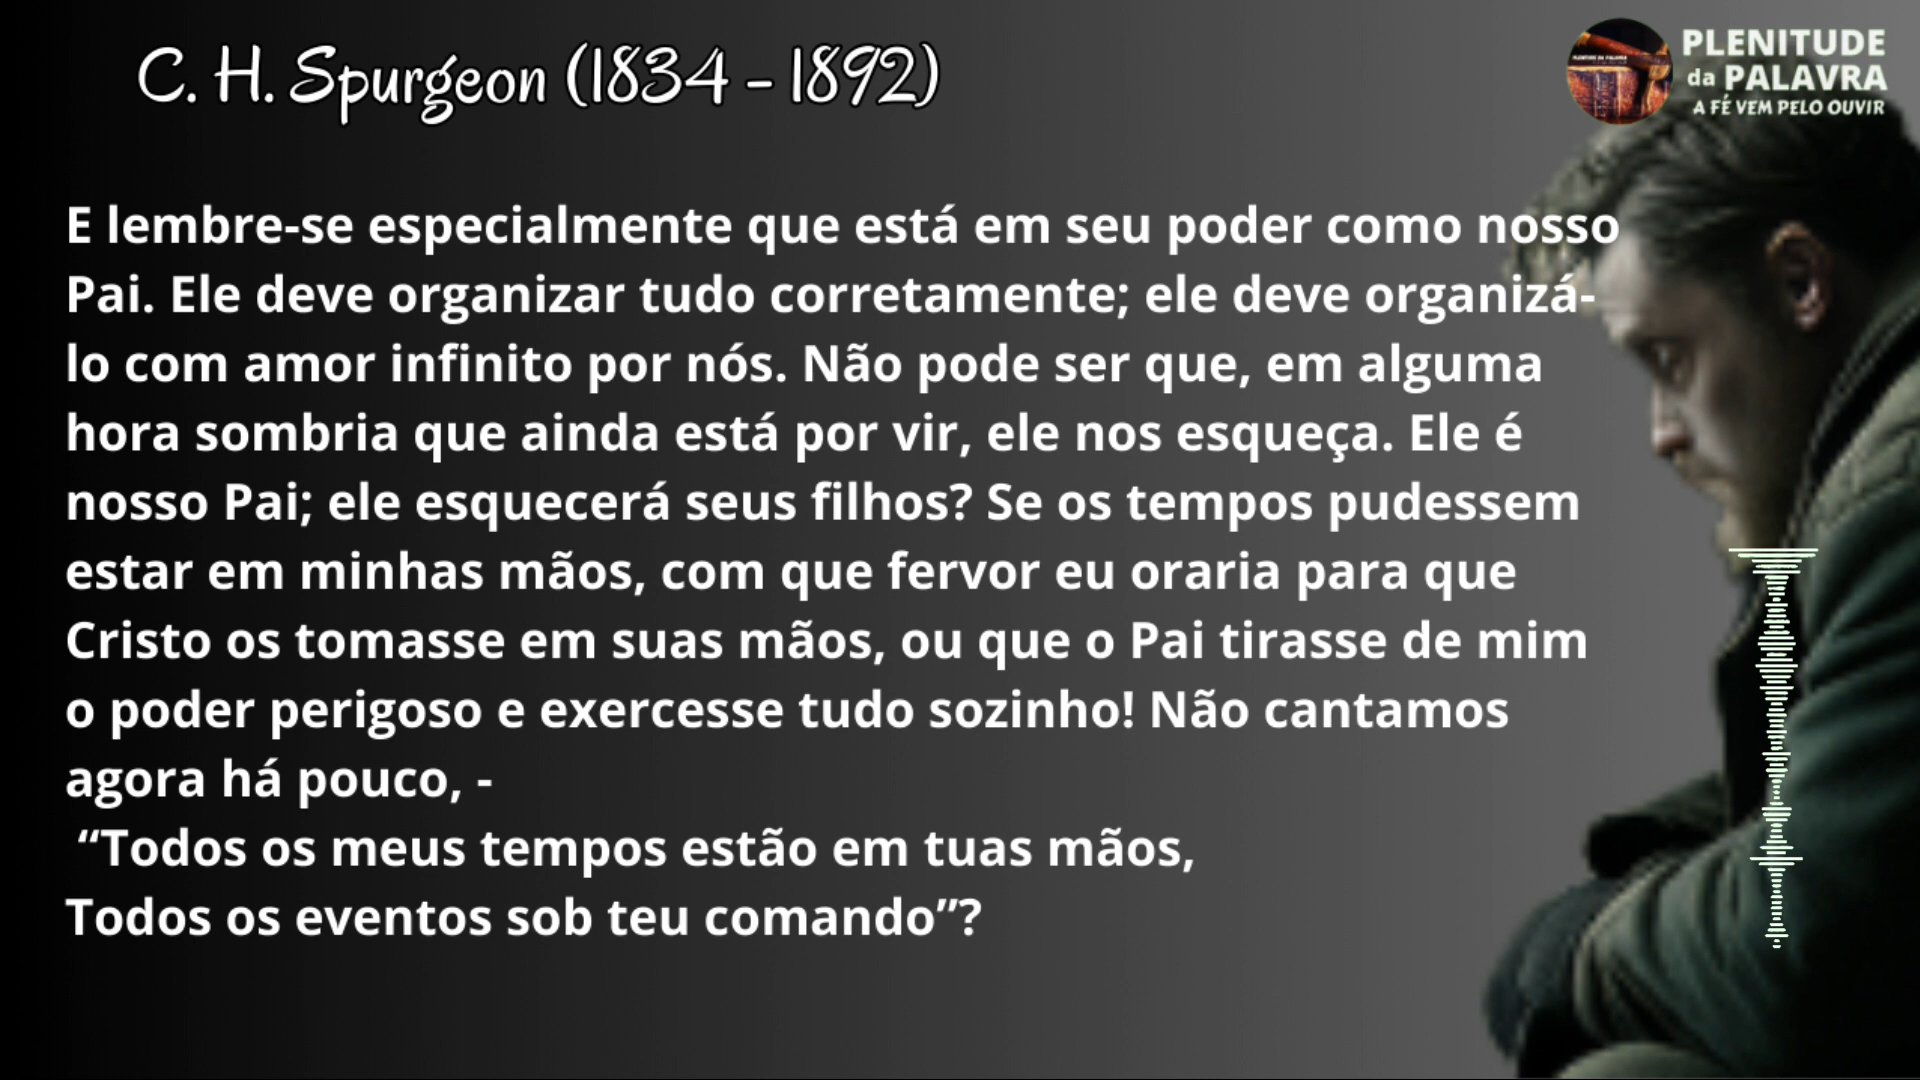 C. H. Spurgeon (1834 - 1892)
PLENITUDE
da PALAVRA
A FÉ VEM PELO OUVIR
E lembre-se especialmente que está em seu poder como nosso
Pai. Ele deve organizar tudo corretamente; ele deve organizá-
lo com amor infinito por nós. Não pode ser que, em alguma
hora sombria que ainda está por vir, ele nos esqueça. Ele é
nosso Pai; ele esquecerá seus filhos? Se os tempos pudessem
estar em minhas mãos, com que fervor eu oraria para que
Cristo os tomasse em suas mãos, ou que o Pai tirasse de mim
o poder perigoso e exercesse tudo sozinho! Não cantamos
agora há pouco, -
“Todos os meus tempos estão em tuas mãos,
Todos os eventos sob teu comando”?